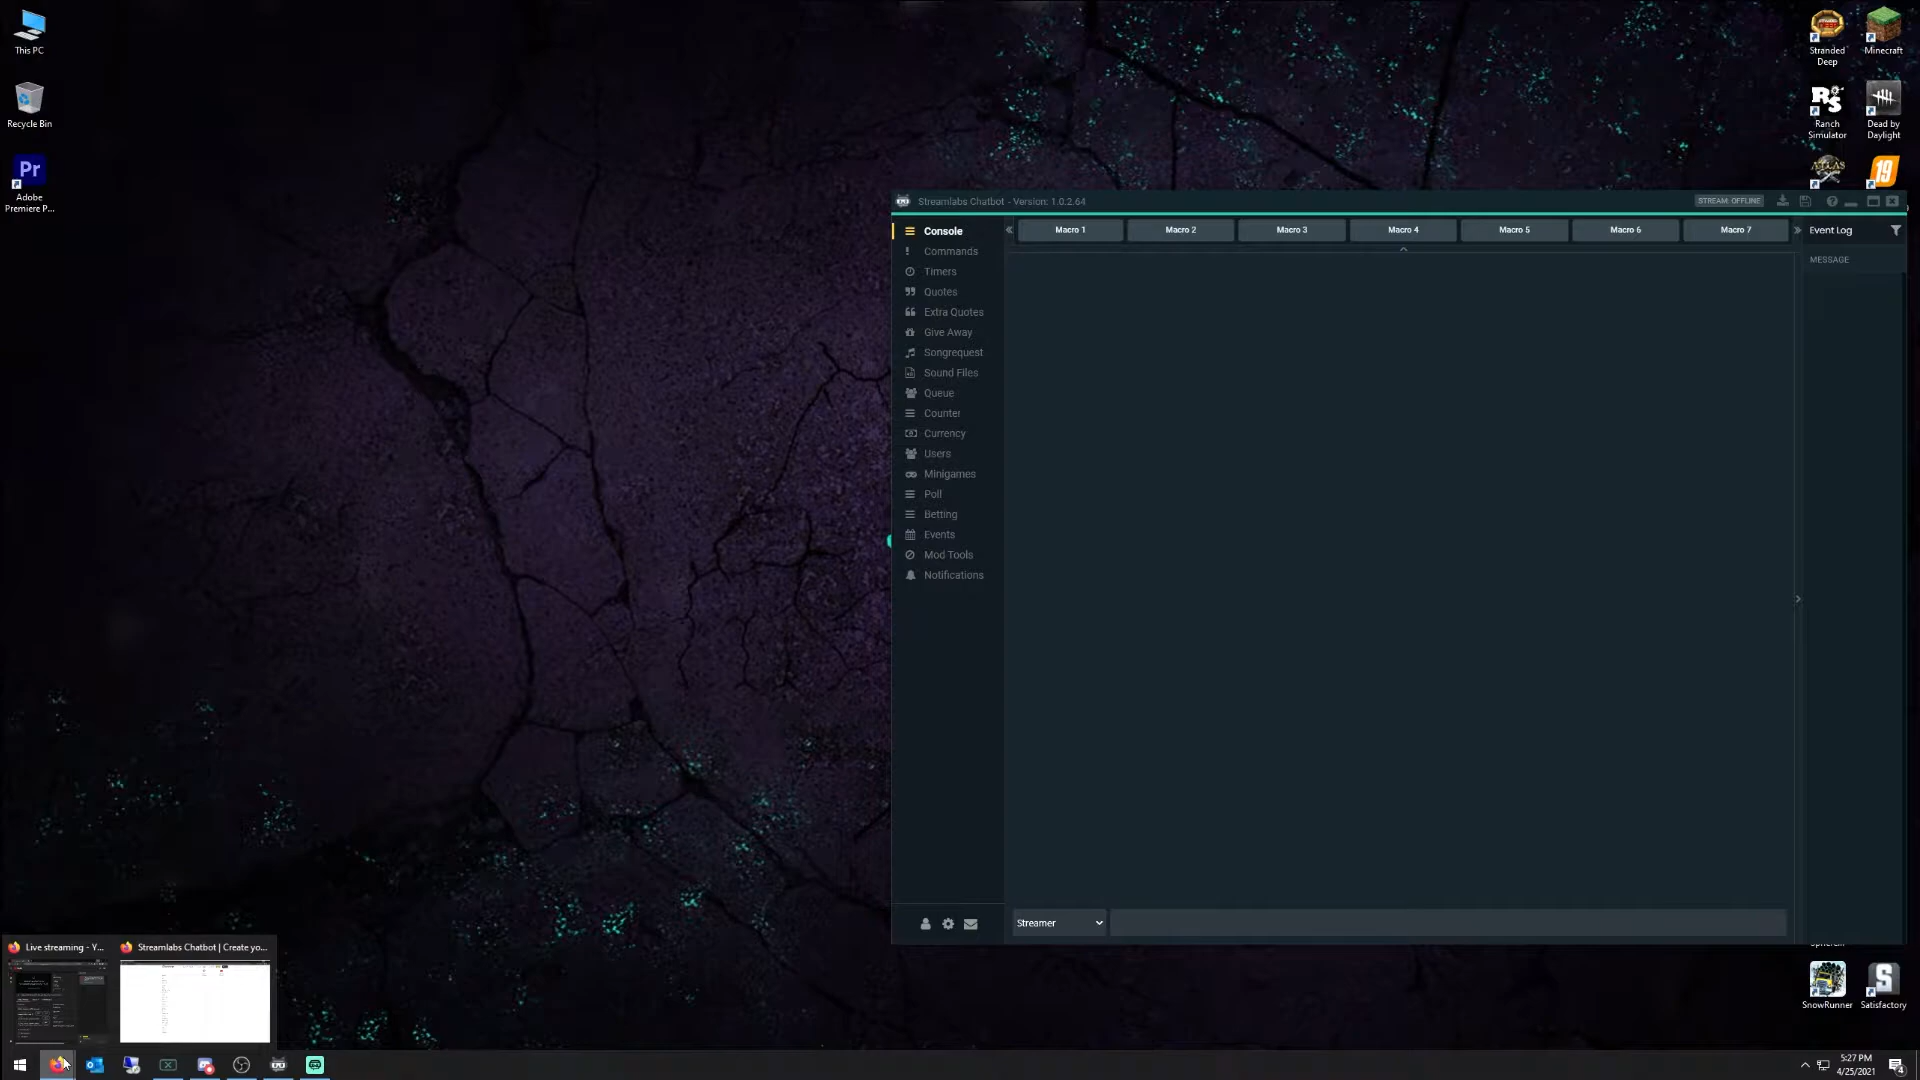 This PC
Recycle Bin
Adobe
Premiere P...
Stranded
Deep
Minecraft
Ranch
Simulator
Dead by
Daylight
ATLAS
19
Streamlabs Chatbot - Version: 1.0.2.64
STREAM: OFFLINE
Console
Commands
Timers
Quotes
Extra Quotes
Give Away
Songrequest
Sound Files
Queue
Counter
Currency
Users
Minigames
Poll
Betting
Events
Mod Tools
Notifications
Macro 1
Macro 2
Macro 3
Macro 4
Macro 5
Macro 6
Macro 7
Event Log
MESSAGE
Streamer
SnowRunner
Satisfactory
Live streaming - Y...
Streamlabs Chatbot | Create yo...
5:27 PM
4/25/2021